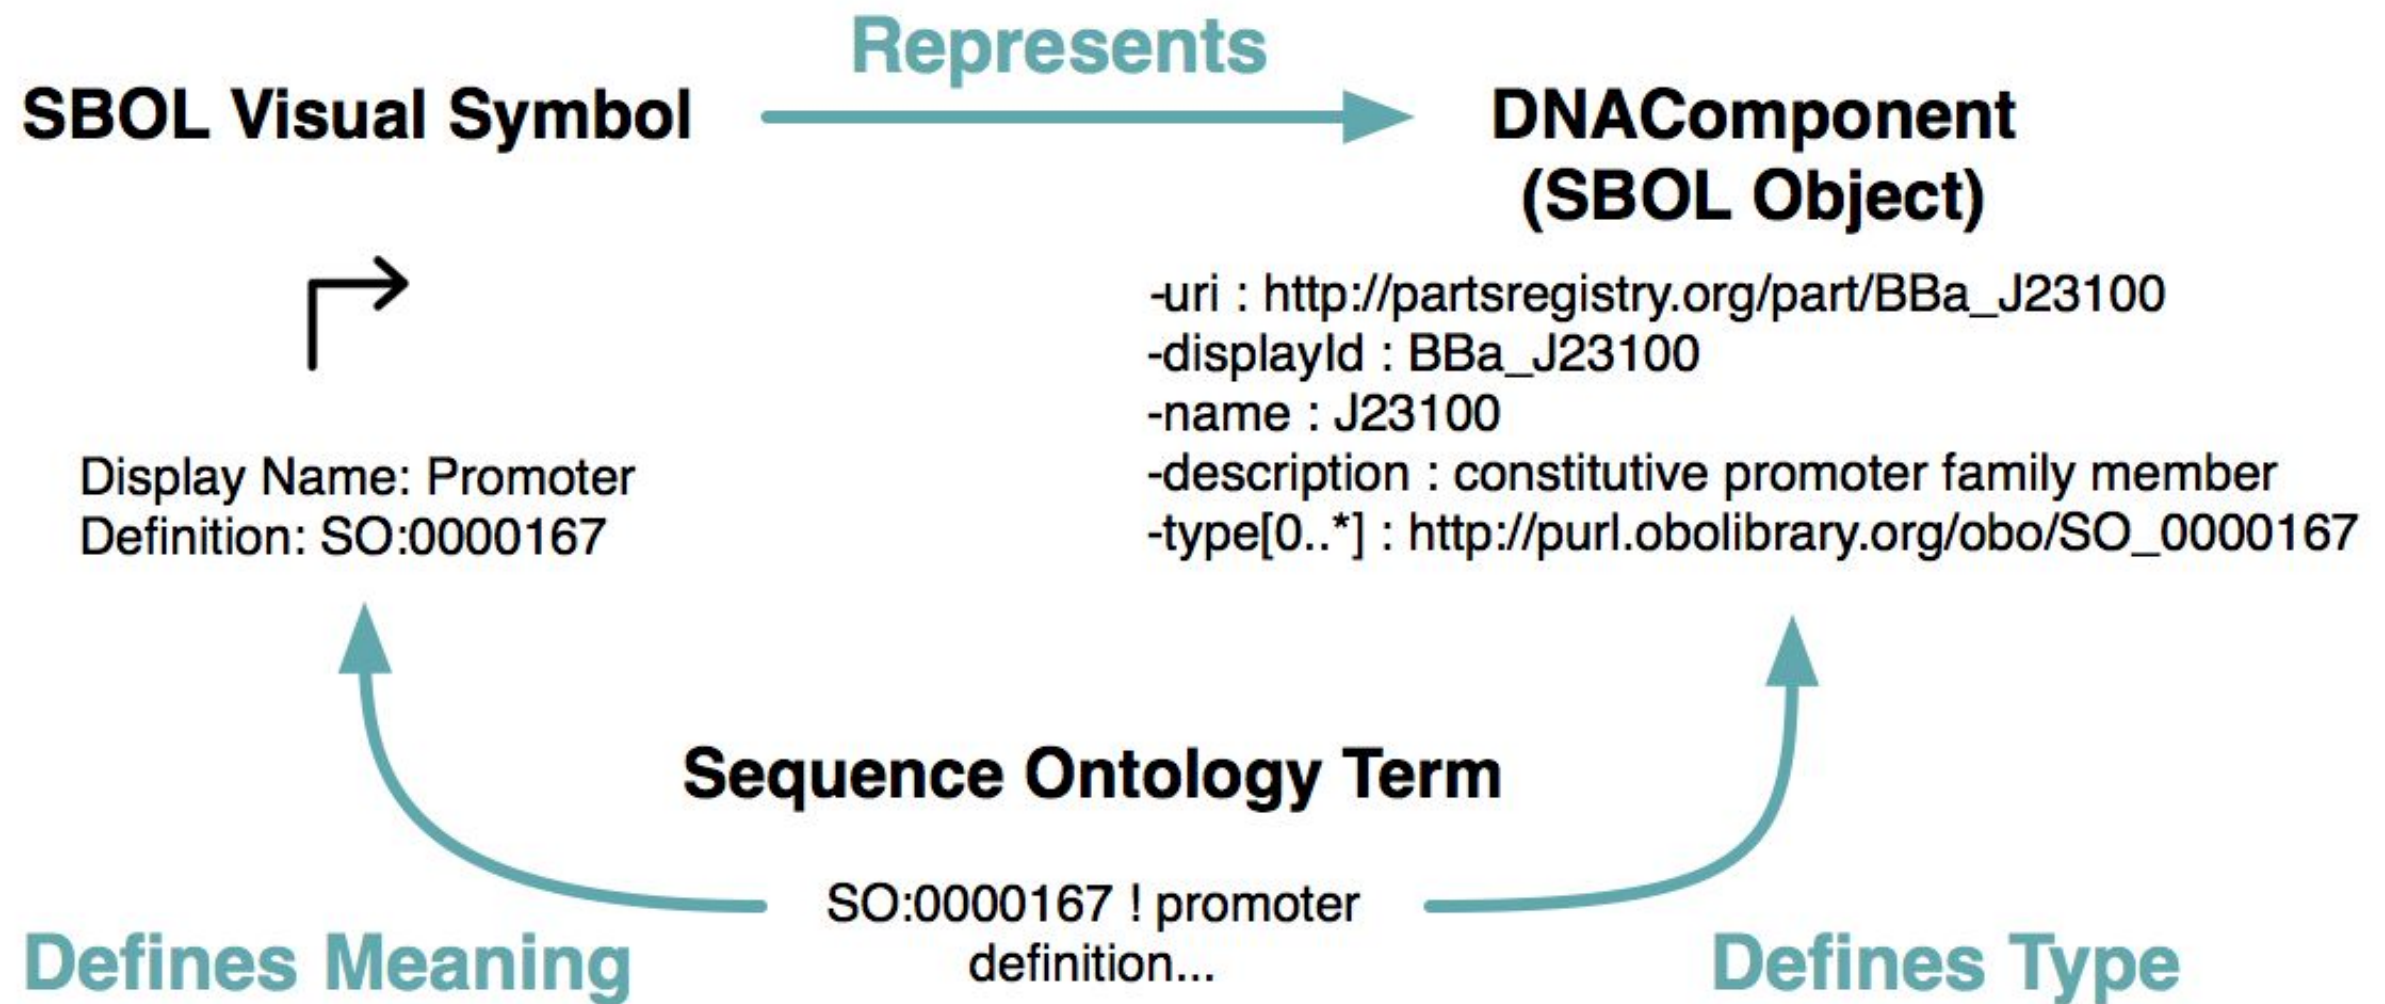 Represents
SBOL Visual Symbol
DNAComponent
(SBOL Object)
-uri : http://partsregistry.org/part/BBa_J23100
-displayId : BBa_J23100
-name : J23100
-description : constitutive promoter family member
-type[0..*] : http://purl.obolibrary.org/obo/SO_0000167
Display Name: Promoter
Definition: SO:0000167
Sequence Ontology Term
SO:0000167 ! promoter
definition...
Defines Meaning
Defines Type